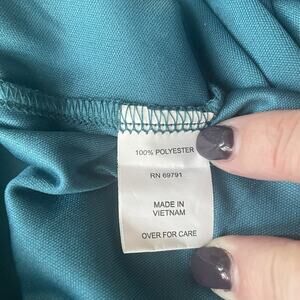 100% POLYESTER
RN 69791
MADE IN
VIETNAM
OVER FOR CARE